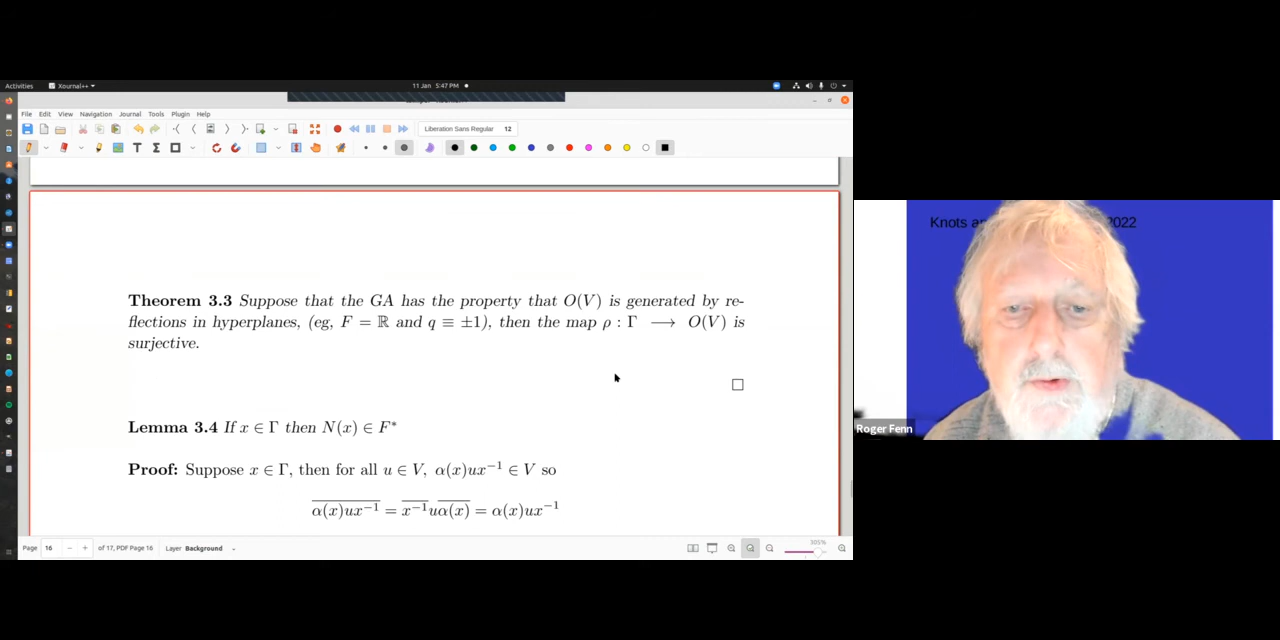 Activities Xournal++ 11 Jan 5:47 PM
File Edit View Navigation Journal Tools Plugin Help
Liberation Sans Regular 12
Theorem 3.3 Suppose that the GA has the property that O(V) is generated by re-
flections in hyperplanes, (eg, F = ℝ and q ≡ ±1), then the map ρ : Γ ⟶ O(V) is
surjective.
□
Lemma 3.4 If x ∈ Γ then N(x) ∈ F*
Proof: Suppose x ∈ Γ, then for all u ∈ V, α(x)ux⁻¹ ∈ V so
\overline{α(x)ux⁻¹} = \overline{x⁻¹}u\overline{α(x)} = α(x)ux⁻¹
Page 16 of 17, PDF Page 16 Layer Background 305%
Knots 2022
Roger Fenn